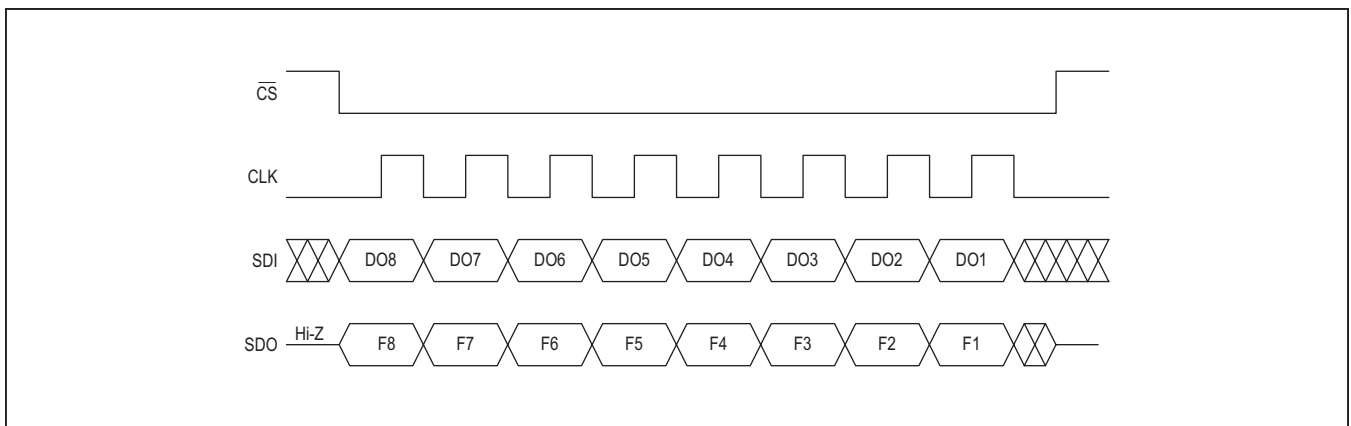 CS
CLK
SDI DO8 DO7 DO6 DO5 DO4 DO3 DO2 DO1
SDO Hi-Z F8 F7 F6 F5 F4 F3 F2 F1